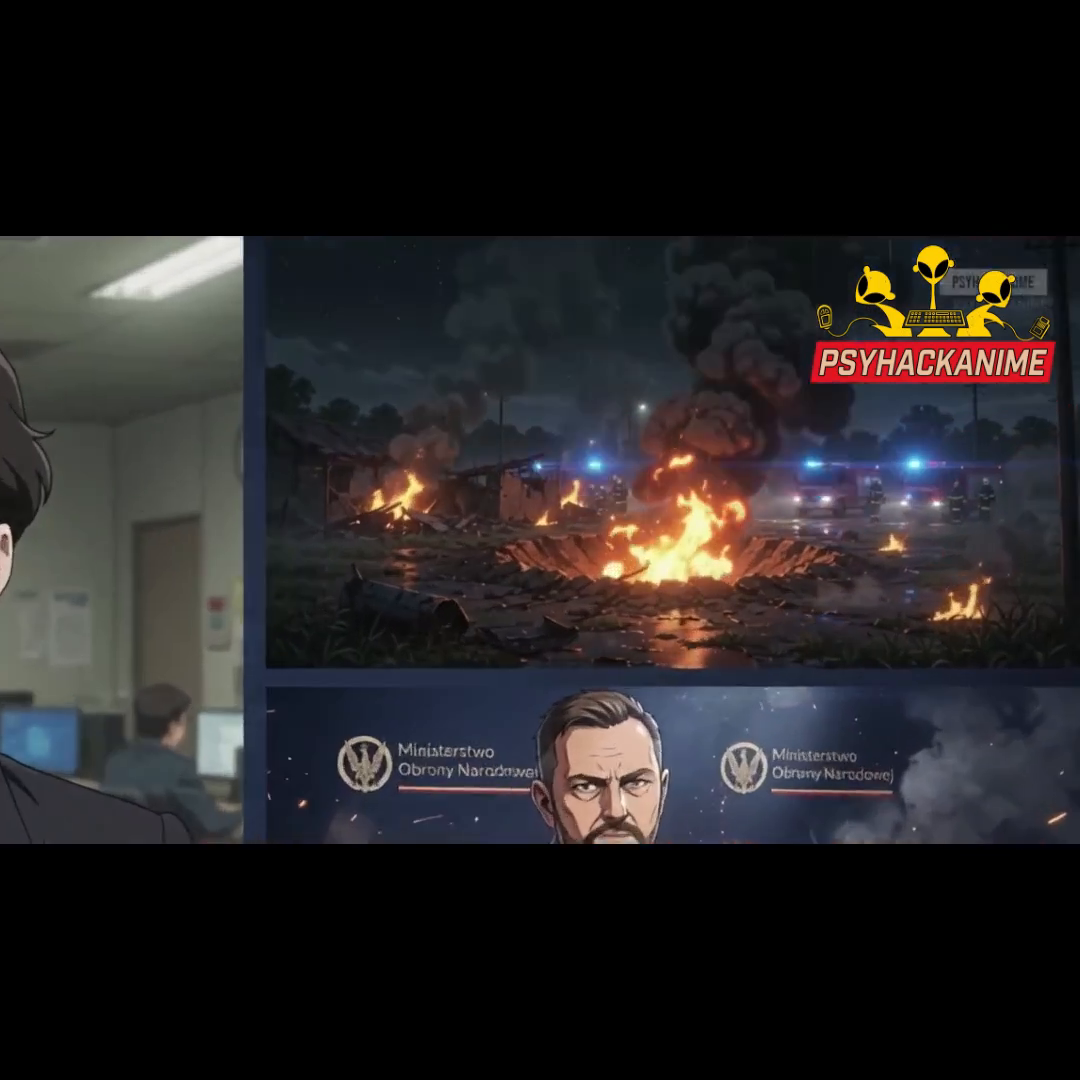 PSYHACKANIME
Ministerstwo
Obrony Narodowej
Ministerstwo
Obrony Narodowej